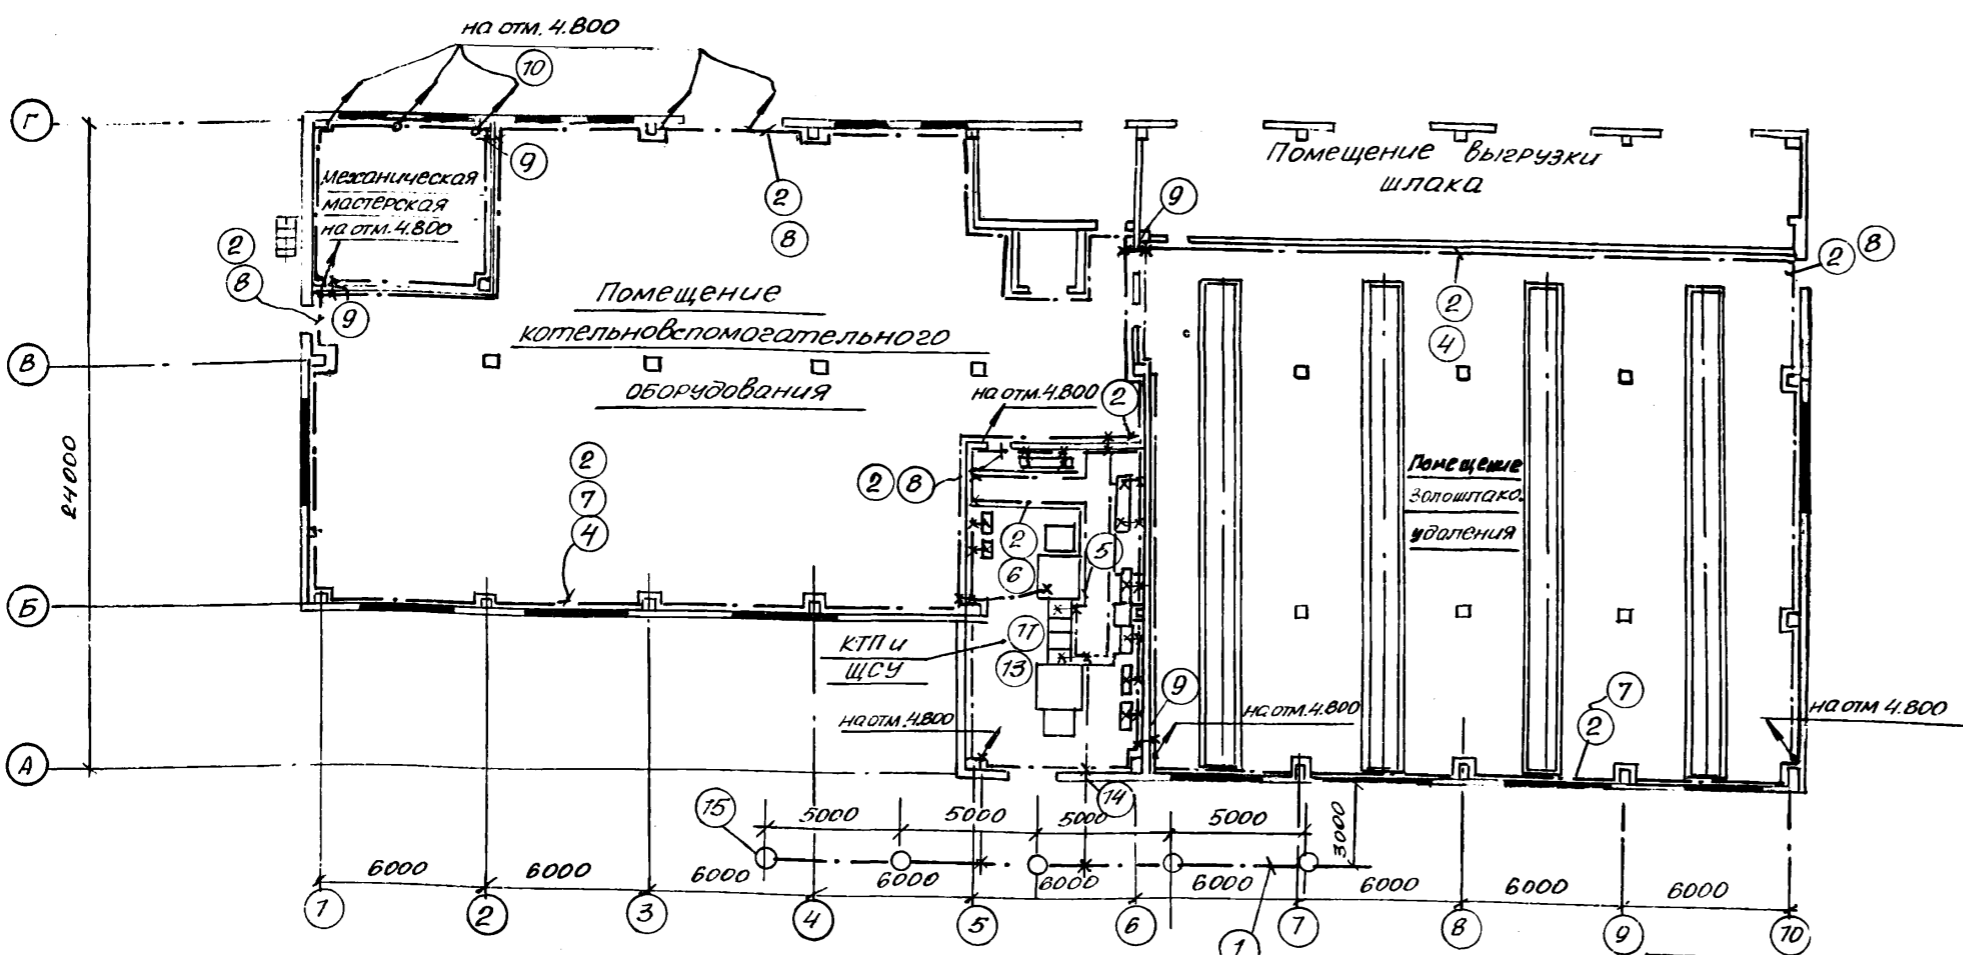 на отм. 4.800
10
Г
9
Механическая
мастерская
на отм. 4.800
2
8
2
8
9
Помещение выгрузки
шлака
9
2
8
2
4
Помещение
котельновспомогательного
оборудования
9
В
на отм. 4.800
2
24000
2
7
4
2
8
2
6
5
Помещение
золошлако.
удаления
Б
КТП и
ЩСУ
11
13
9
7
2
на отм. 4.800
на отм. 4.800
на отм 4.800
А
14
15
5000
5000
5000
5000
3000
6000
6000
6000
6000
6000
6000
6000
6000
6000
1
2
3
4
5
6
1
7
8
9
10